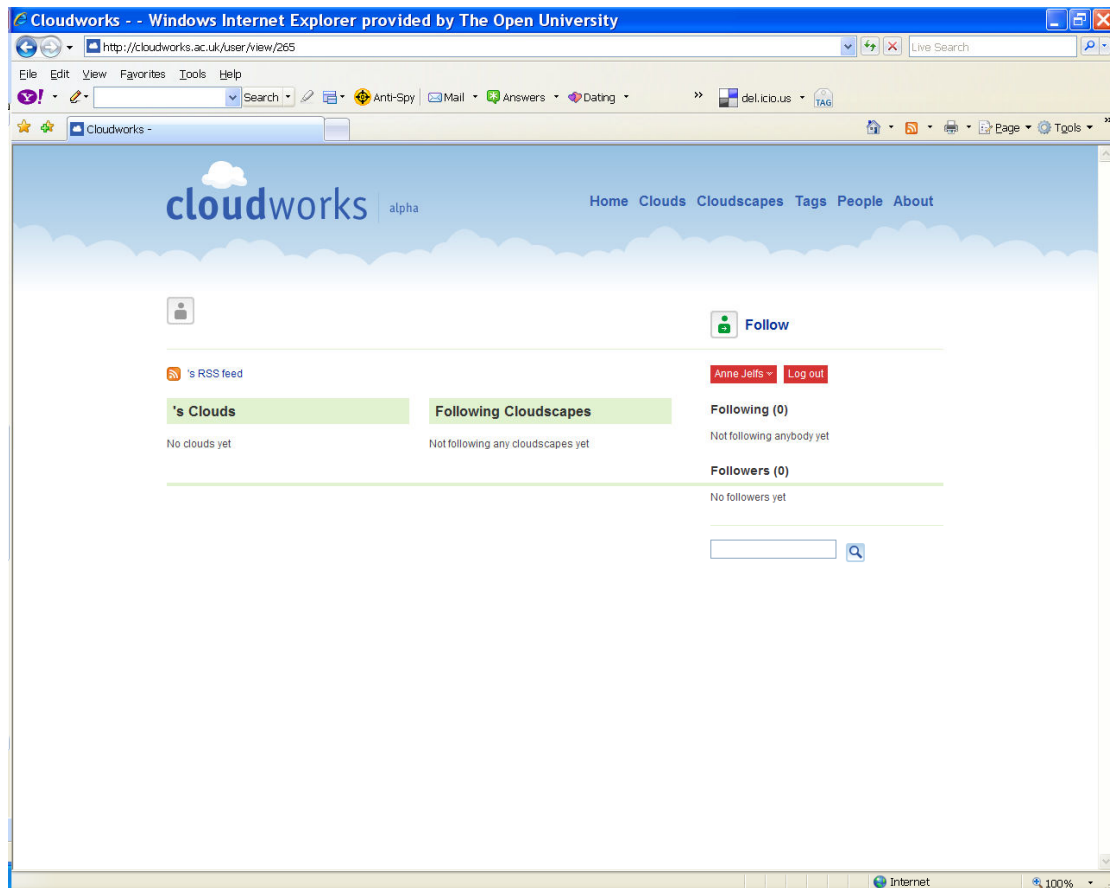 Cloudworks - - Windows Internet Explorer provided by The Open University
http://cloudworks.ac.uk/user/view/265
Live Search
File Edit View Favorites Tools Help
Y! Search Anti-Spy Mail Answers Dating » del.icio.us TAG
Cloudworks - Page Tools »
cloudworks alpha
Home Clouds Cloudscapes Tags People About
Follow
's RSS feed
Anne Jelfs Log out
's Clouds
Following Cloudscapes
Following (0)
No clouds yet
Not following any cloudscapes yet
Not following anybody yet
Followers (0)
No followers yet
Internet 100%